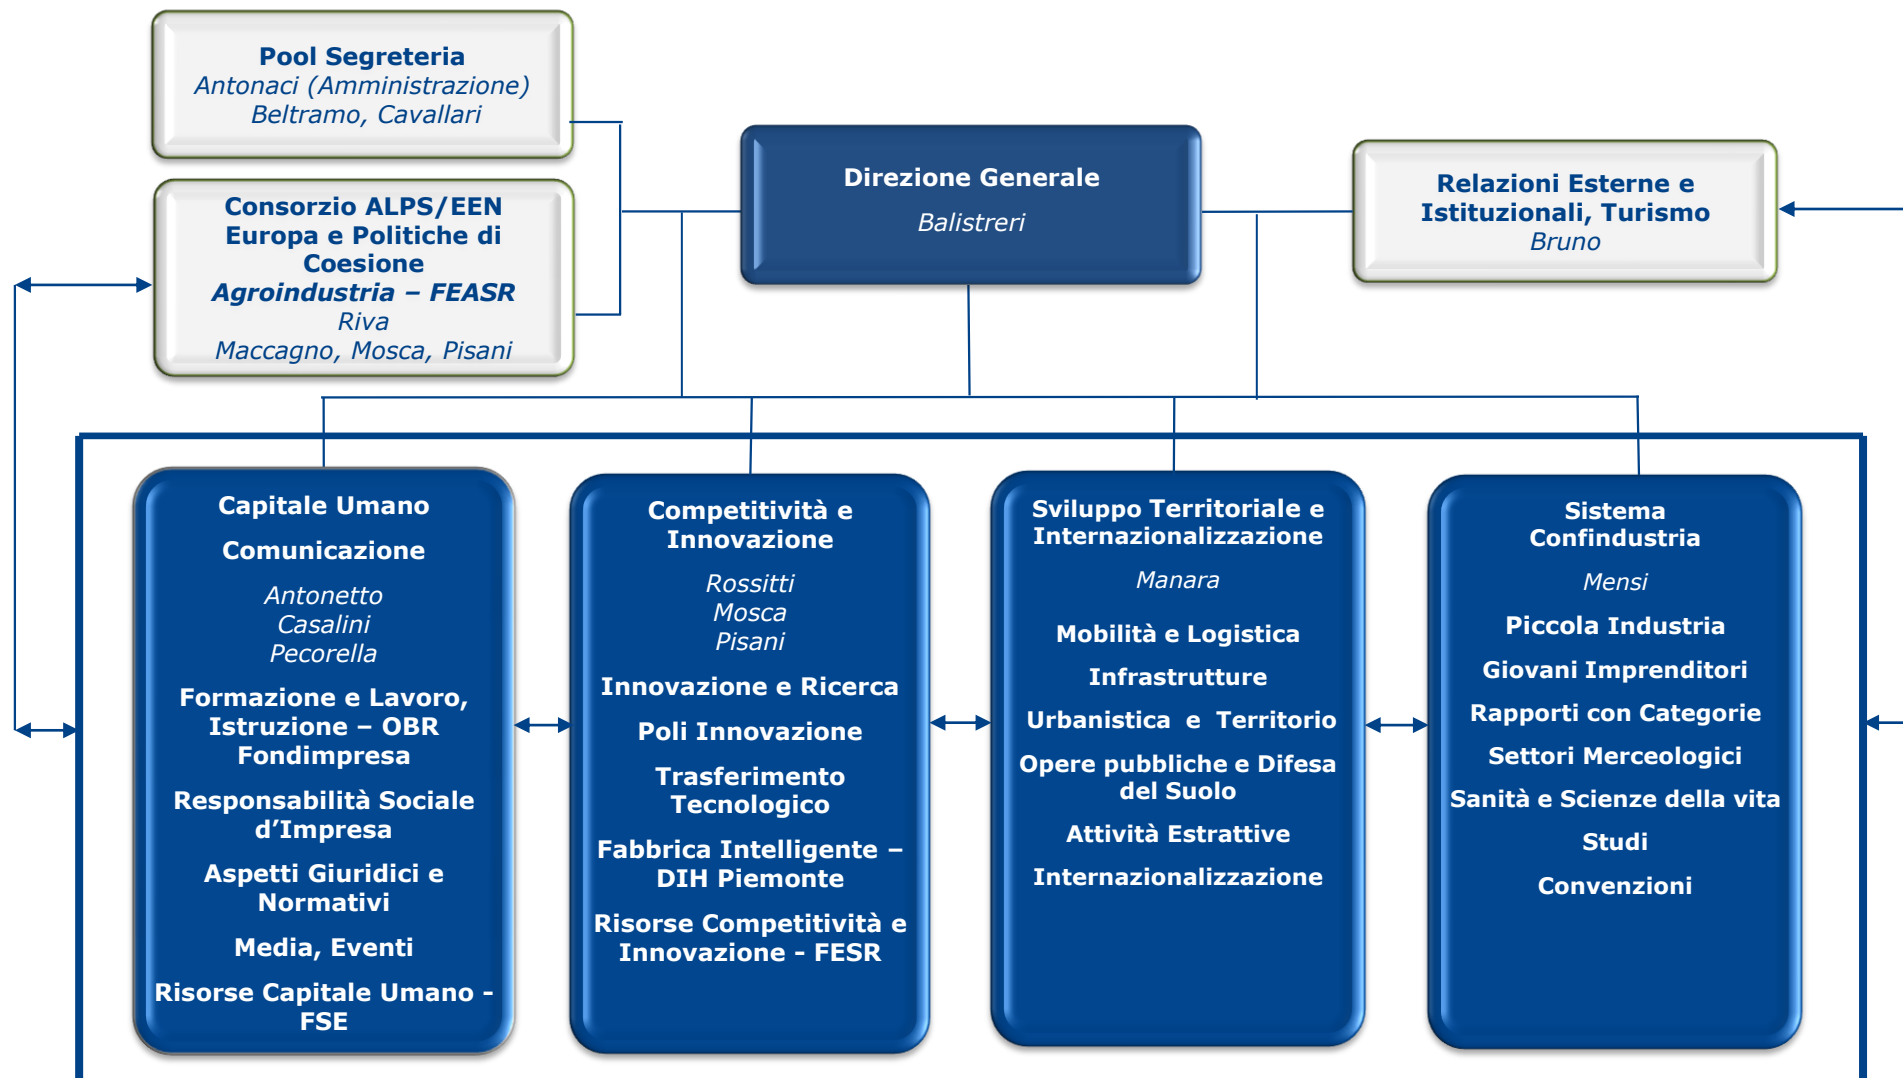 Pool Segreteria
Antonaci (Amministrazione)
Beltramo, Cavallari
Consorzio ALPS/EEN
Europa e Politiche di
Coesione
Agroindustria – FEASR
Riva
Maccagno, Mosca, Pisani
Direzione Generale
Balistreri
Relazioni Esterne e
Istituzionali, Turismo
Bruno
Capitale Umano
Comunicazione
Antonetto
Casalini
Pecorella
Formazione e Lavoro,
Istruzione – OBR
Fondimpresa
Responsabilità Sociale
d’Impresa
Aspetti Giuridici e
Normativi
Media, Eventi
Risorse Capitale Umano -
FSE
Competitività e
Innovazione
Rossitti
Mosca
Pisani
Innovazione e Ricerca
Poli Innovazione
Trasferimento
Tecnologico
Fabbrica Intelligente –
DIH Piemonte
Risorse Competitività e
Innovazione - FESR
Sviluppo Territoriale e
Internazionalizzazione
Manara
Mobilità e Logistica
Infrastrutture
Urbanistica e Territorio
Opere pubbliche e Difesa
del Suolo
Attività Estrattive
Internazionalizzazione
Sistema
Confindustria
Mensi
Piccola Industria
Giovani Imprenditori
Rapporti con Categorie
Settori Merceologici
Sanità e Scienze della vita
Studi
Convenzioni